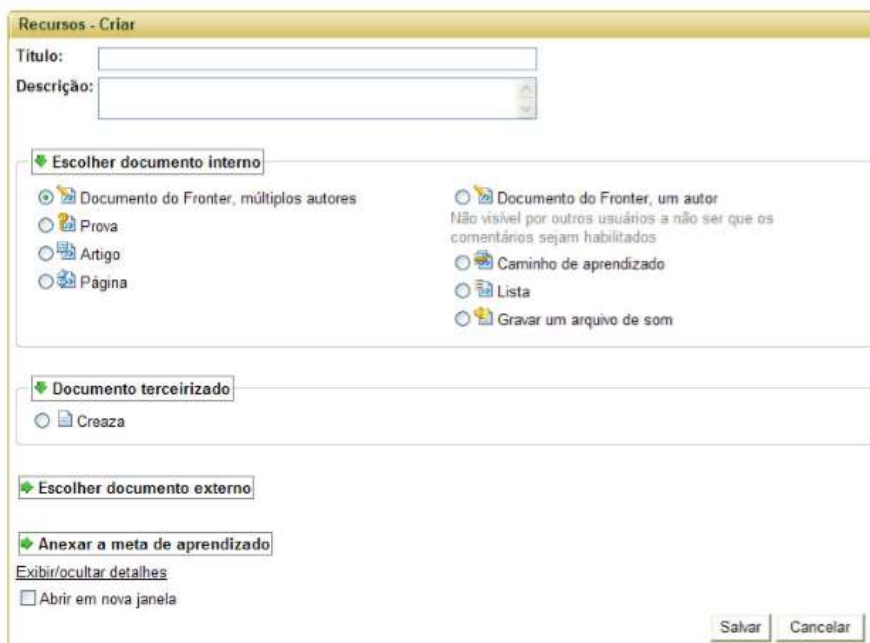 Recursos - Criar
Título:
Descrição:
Escolher documento interno
Documento do Fronter, múltiplos autores
Prova
Artigo
Página
Documento do Fronter, um autor
Não visível por outros usuários a não ser que os
comentários sejam habilitados
Caminho de aprendizado
Lista
Gravar um arquivo de som
Documento terceirizado
Creaza
Escolher documento externo
Anexar a meta de aprendizado
Exibir/ocultar detalhes
Abrir em nova janela
Salvar
Cancelar